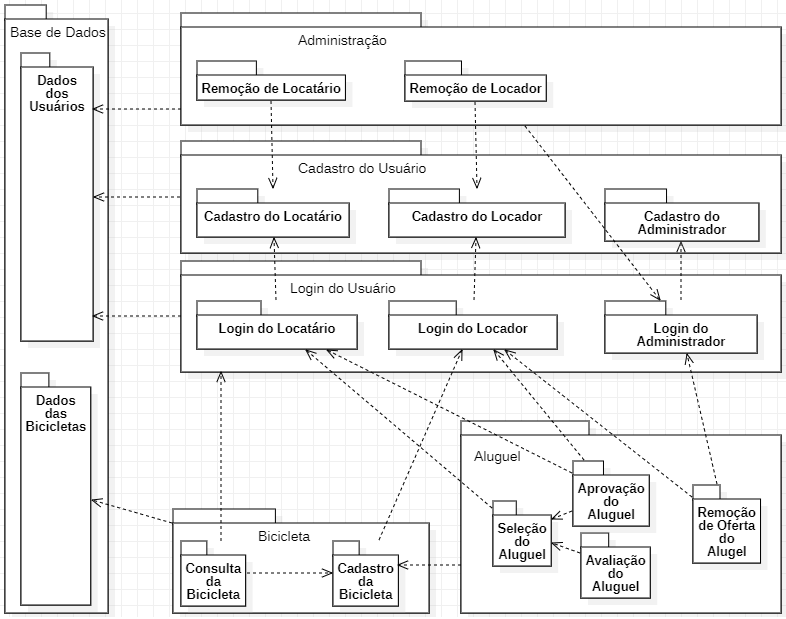 Base de Dados
Dados
dos
Usuários
Dados
das
Bicicletas
Administração
Remoção de Locatário
Remoção de Locador
Cadastro do Usuário
Cadastro do Locatário
Cadastro do Locador
Cadastro do
Administrador
Login do Usuário
Login do Locatário
Login do Locador
Login do
Administrador
Bicicleta
Consulta
da
Bicicleta
Cadastro
da
Bicicleta
Aluguel
Seleção
do
Aluguel
Aprovação
do
Aluguel
Avaliação
do
Aluguel
Remoção
de Oferta
do
Alugel